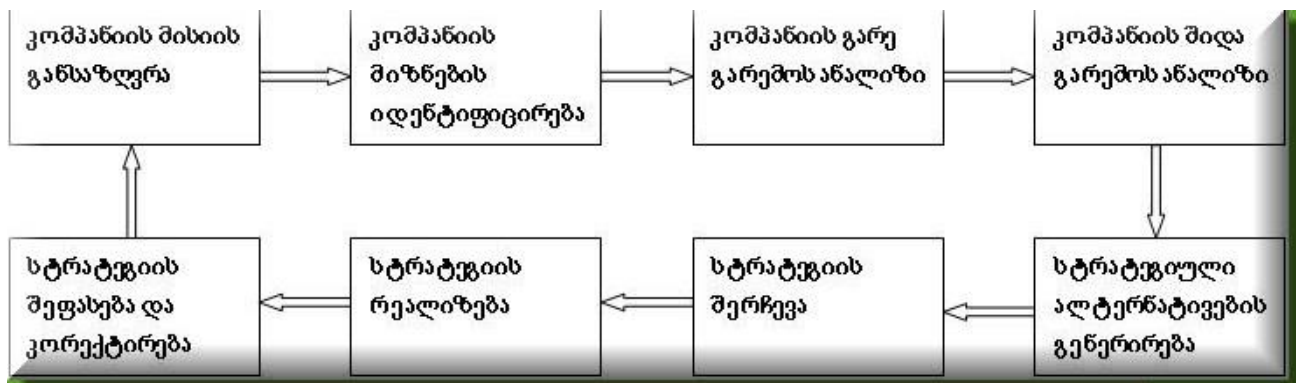 კომპანიის მისიის
განსაზღვრა
კომპანიის
მიზნების
იდენტიფიცირება
კომპანიის გარე
გარემოს ანალიზი
კომპანიის შიდა
გარემოს ანალიზი
სტრატეგიული
ალტერნატივების
გენერირება
სტრატეგიის
შერჩევა
სტრატეგიის
რეალიზება
სტრატეგიის
შეფასება და
კორექტირება